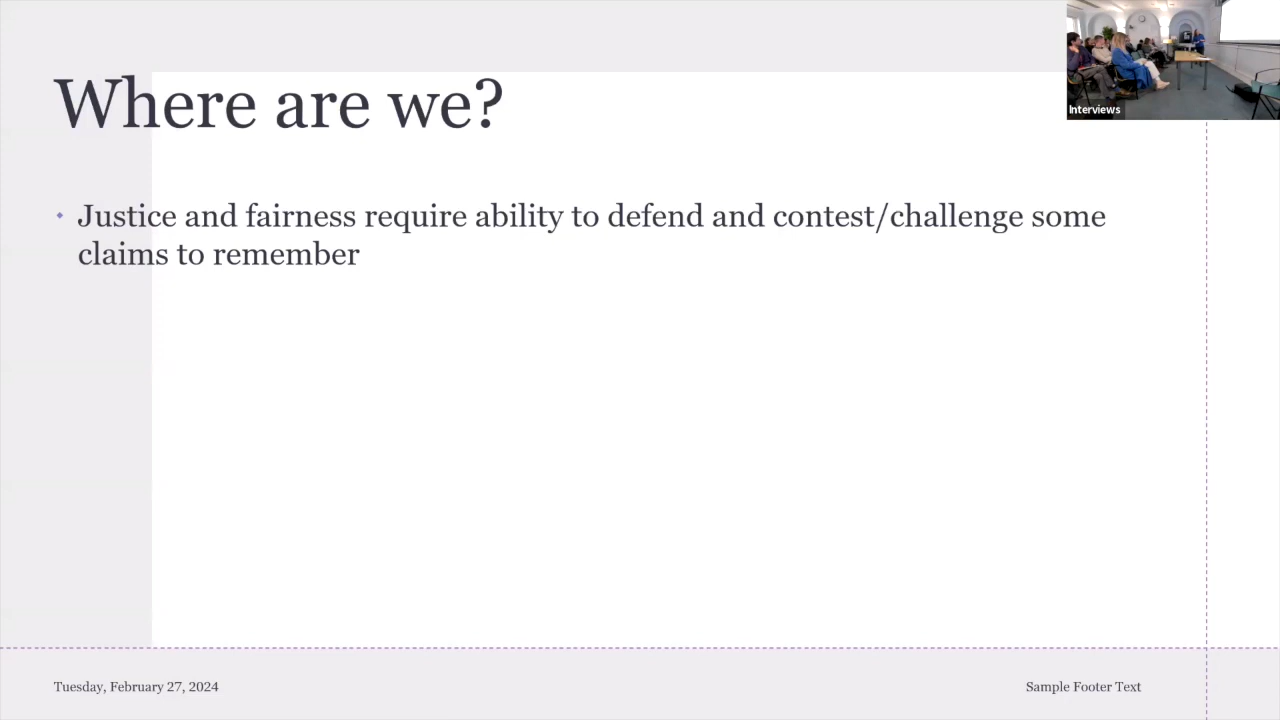 Where are we?
Interviews
Justice and fairness require ability to defend and contest/challenge some
claims to remember
Tuesday, February 27, 2024
Sample Footer Text